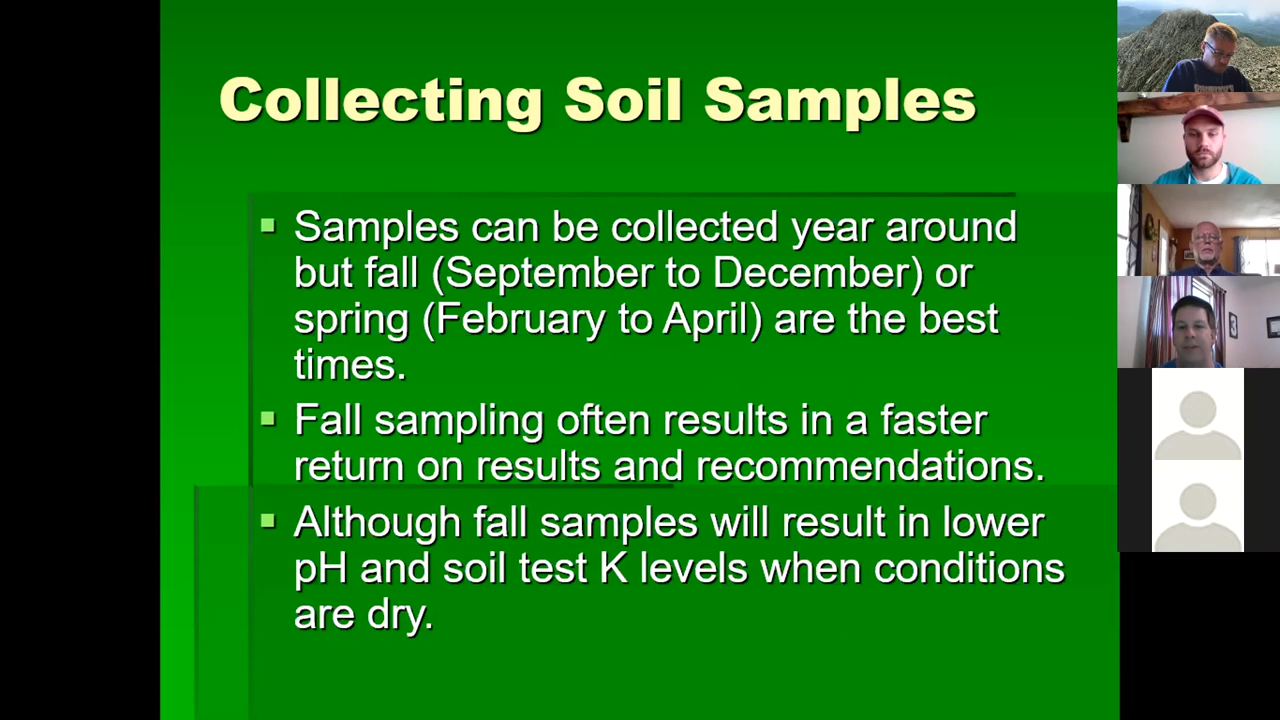 Collecting Soil Samples
Samples can be collected year around
but fall (September to December) or
spring (February to April) are the best
times.
Fall sampling often results in a faster
return on results and recommendations.
Although fall samples will result in lower
pH and soil test K levels when conditions
are dry.